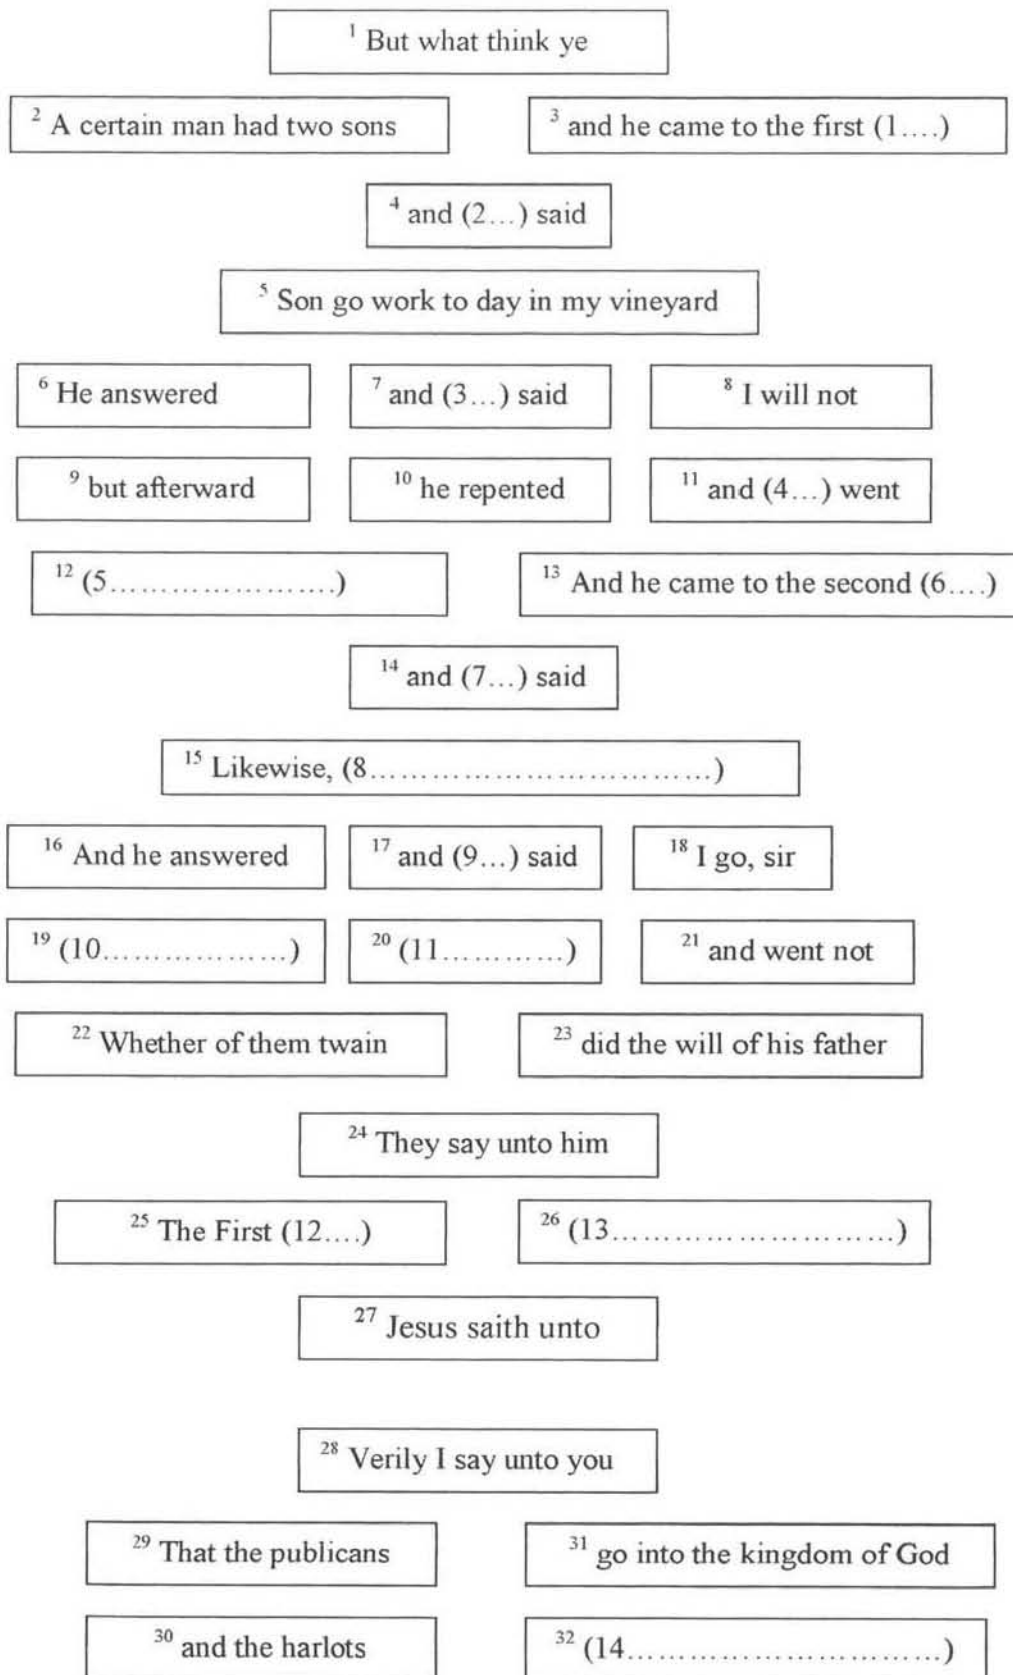 1 But what think ye
2 A certain man had two sons
3 and he came to the first (1....)
4 and (2...) said
5 Son go work to day in my vineyard
6 He answered
7 and (3...) said
8 I will not
9 but afterward
10 he repented
11 and (4...) went
12 (5......................)
13 And he came to the second (6....)
14 and (7...) said
15 Likewise, (8..................................)
16 And he answered
17 and (9...) said
18 I go, sir
19 (10..................)
20 (11............)
21 and went not
22 Whether of them twain
23 did the will of his father
24 They say unto him
25 The First (12....)
26 (13............................)
27 Jesus saith unto
28 Verily I say unto you
29 That the publicans
31 go into the kingdom of God
30 and the harlots
32 (14............................)